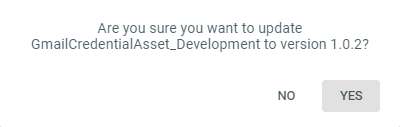 Are you sure you want to update
GmailCredentialAsset_Development to version 1.0.2?
NO
YES